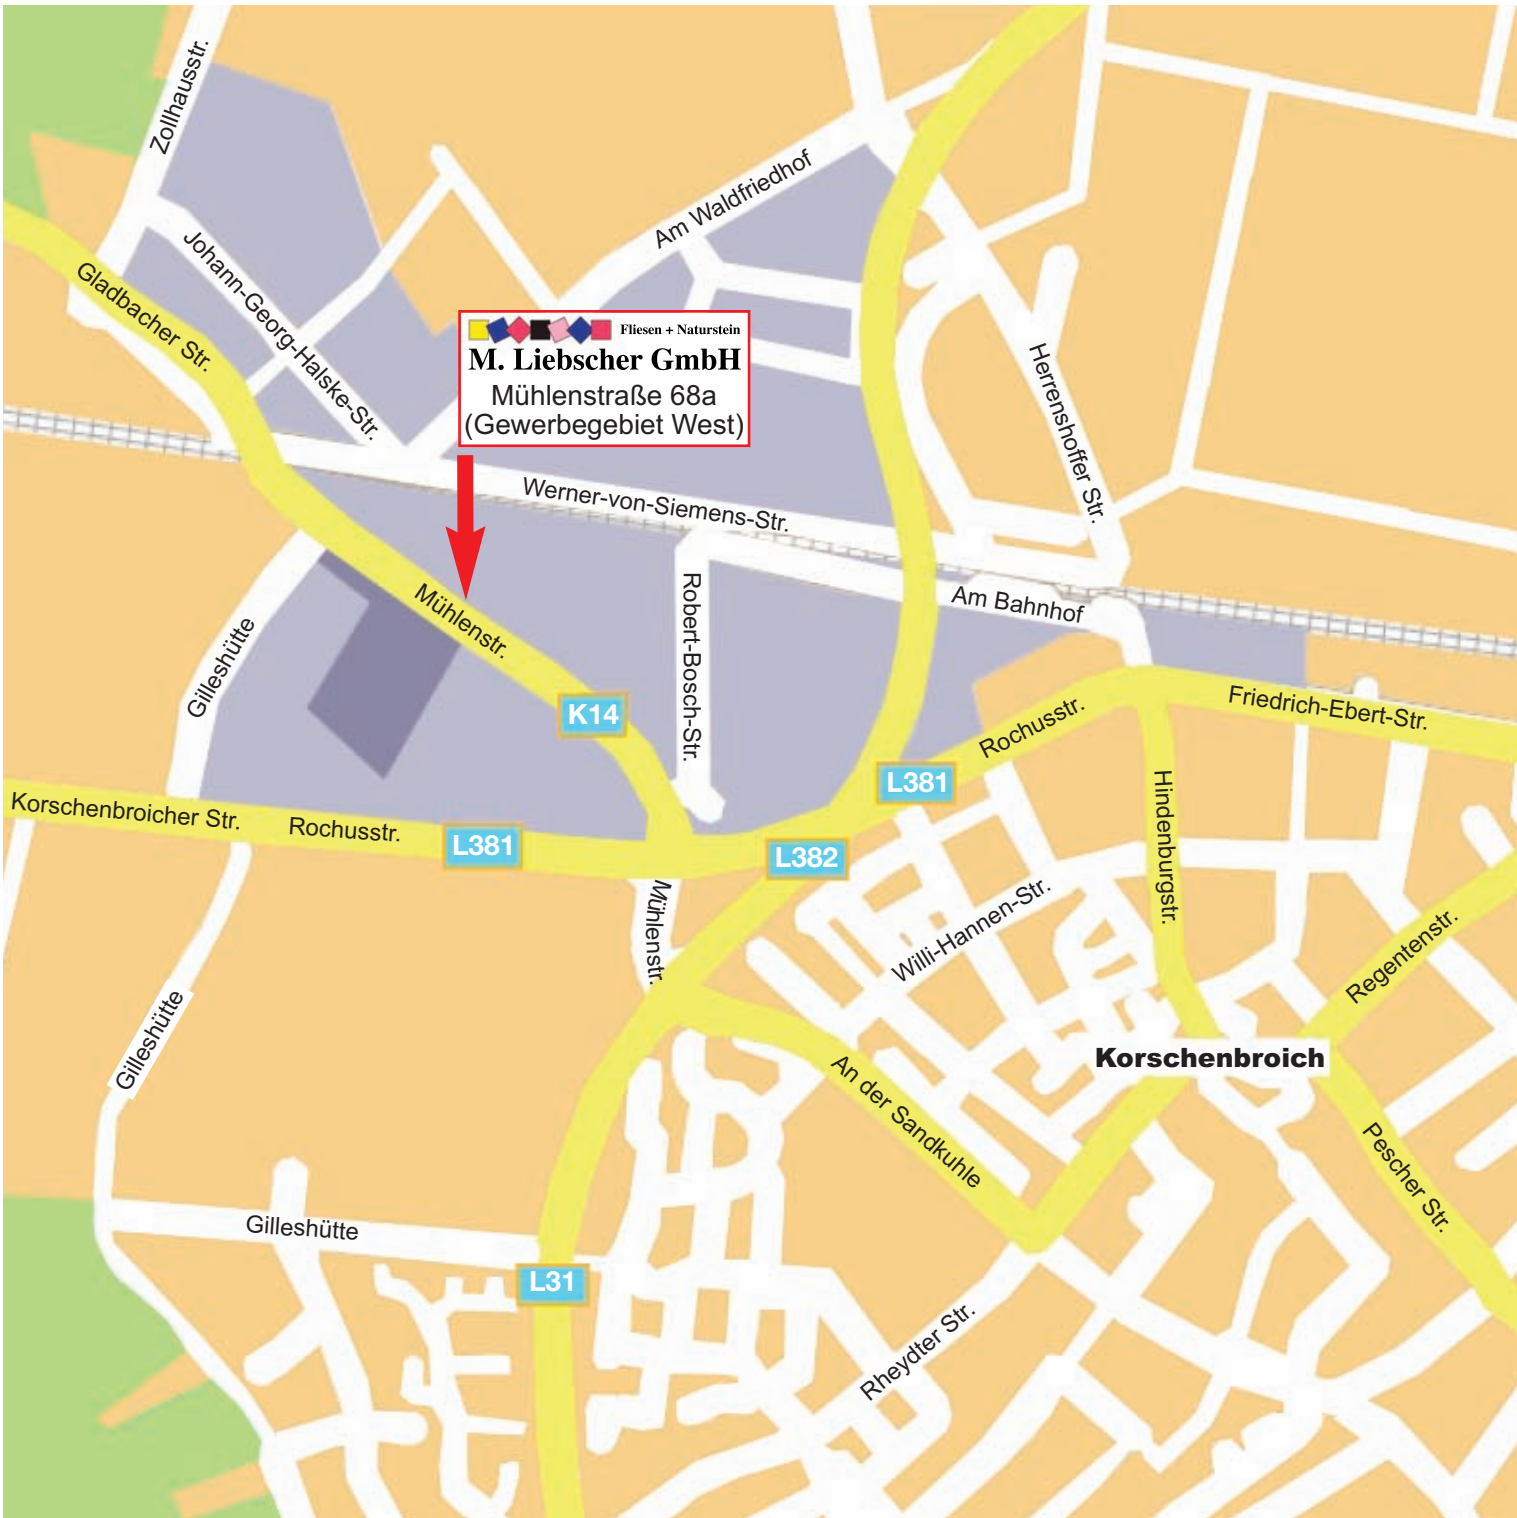 Zollhausstr.
Am Waldfriedhof
Johann-Georg-Halske-Str.
Gladbacher Str.
Fliesen + Naturstein
M. Liebscher GmbH
Mühlenstraße 68a
(Gewerbegebiet West)
Herrenshoffer Str.
Werner-von-Siemens-Str.
Am Bahnhof
Mühlenstr.
Robert-Bosch-Str.
Gilleshütte
K14
Friedrich-Ebert-Str.
Rochusstr.
L381
Hindenburgstr.
Korschenbroicher Str.
Rochusstr.
L381
L382
Mühlenstr.
Willi-Hannen-Str.
Regentenstr.
Gilleshütte
Korschenbroich
An der Sandkuhle
Pescher Str.
Gilleshütte
L31
Rheydter Str.